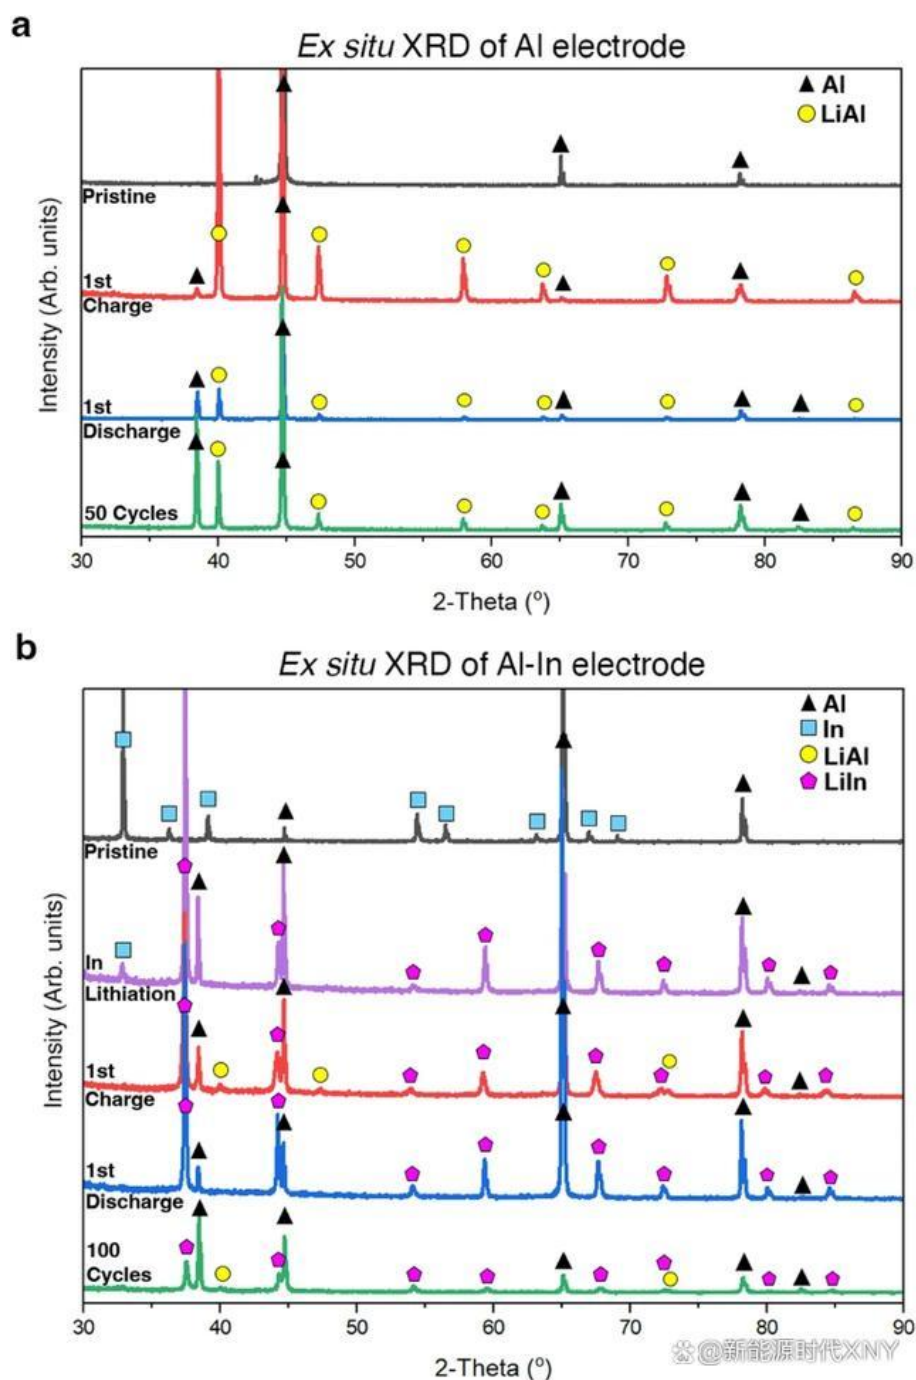 a
Ex situ XRD of Al electrode
Al
LiAl
Pristine
1st
Charge
1st
Discharge
50 Cycles
Intensity (Arb. units)
30 40 50 60 70 80 90
2-Theta (º)
b
Ex situ XRD of Al-In electrode
Al
In
LiAl
LiIn
Pristine
In
Lithiation
1st
Charge
1st
Discharge
100
Cycles
Intensity (Arb. units)
30 40 50 60 70 80 90
2-Theta (º)
@新能源时代XNY